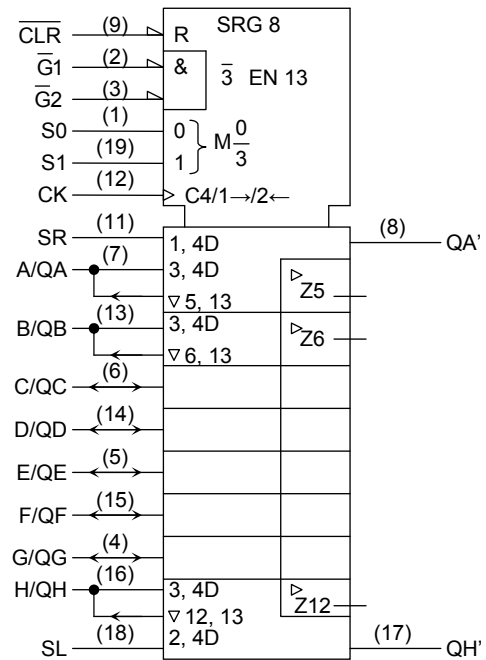 CLR (9) R SRG 8
G1 (2) & 3 EN 13
G2 (3)
S0 (1) 0 M 0/3
S1 (19) 1
CK (12) C4/1→/2←
SR (11) 1, 4D (8) QA'
A/QA (7) 3, 4D
▽ 5, 13 Z5
B/QB (13) 3, 4D Z6
▽ 6, 13
C/QC (6)
D/QD (14)
E/QE (5)
F/QF (15)
G/QG (4)
H/QH (16) 3, 4D Z12
▽ 12, 13
SL (18) 2, 4D (17) QH'